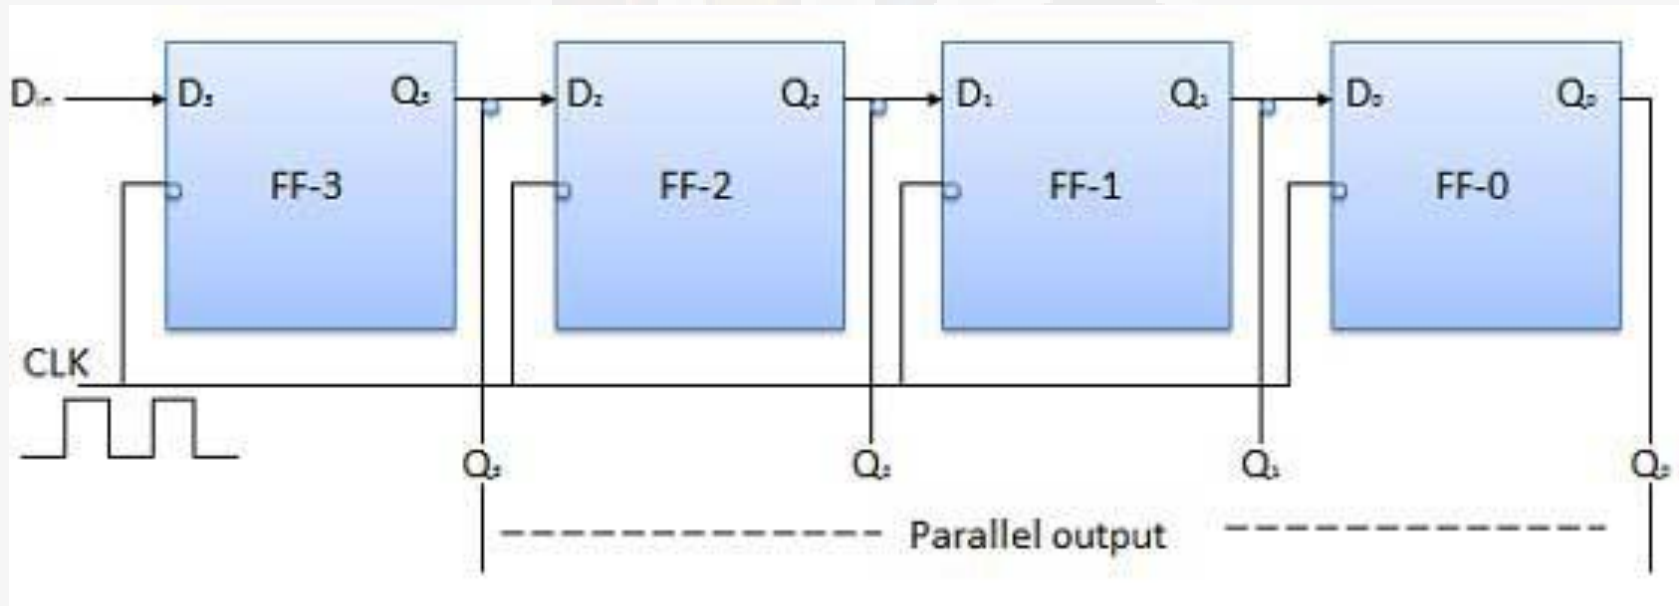 Dᵢₙ D₃ Q₃ D₂ Q₂ D₁ Q₁ D₀ Q₀
FF-3 FF-2 FF-1 FF-0
CLK
Q₃ Q₂ Q₁ Q₀
Parallel output